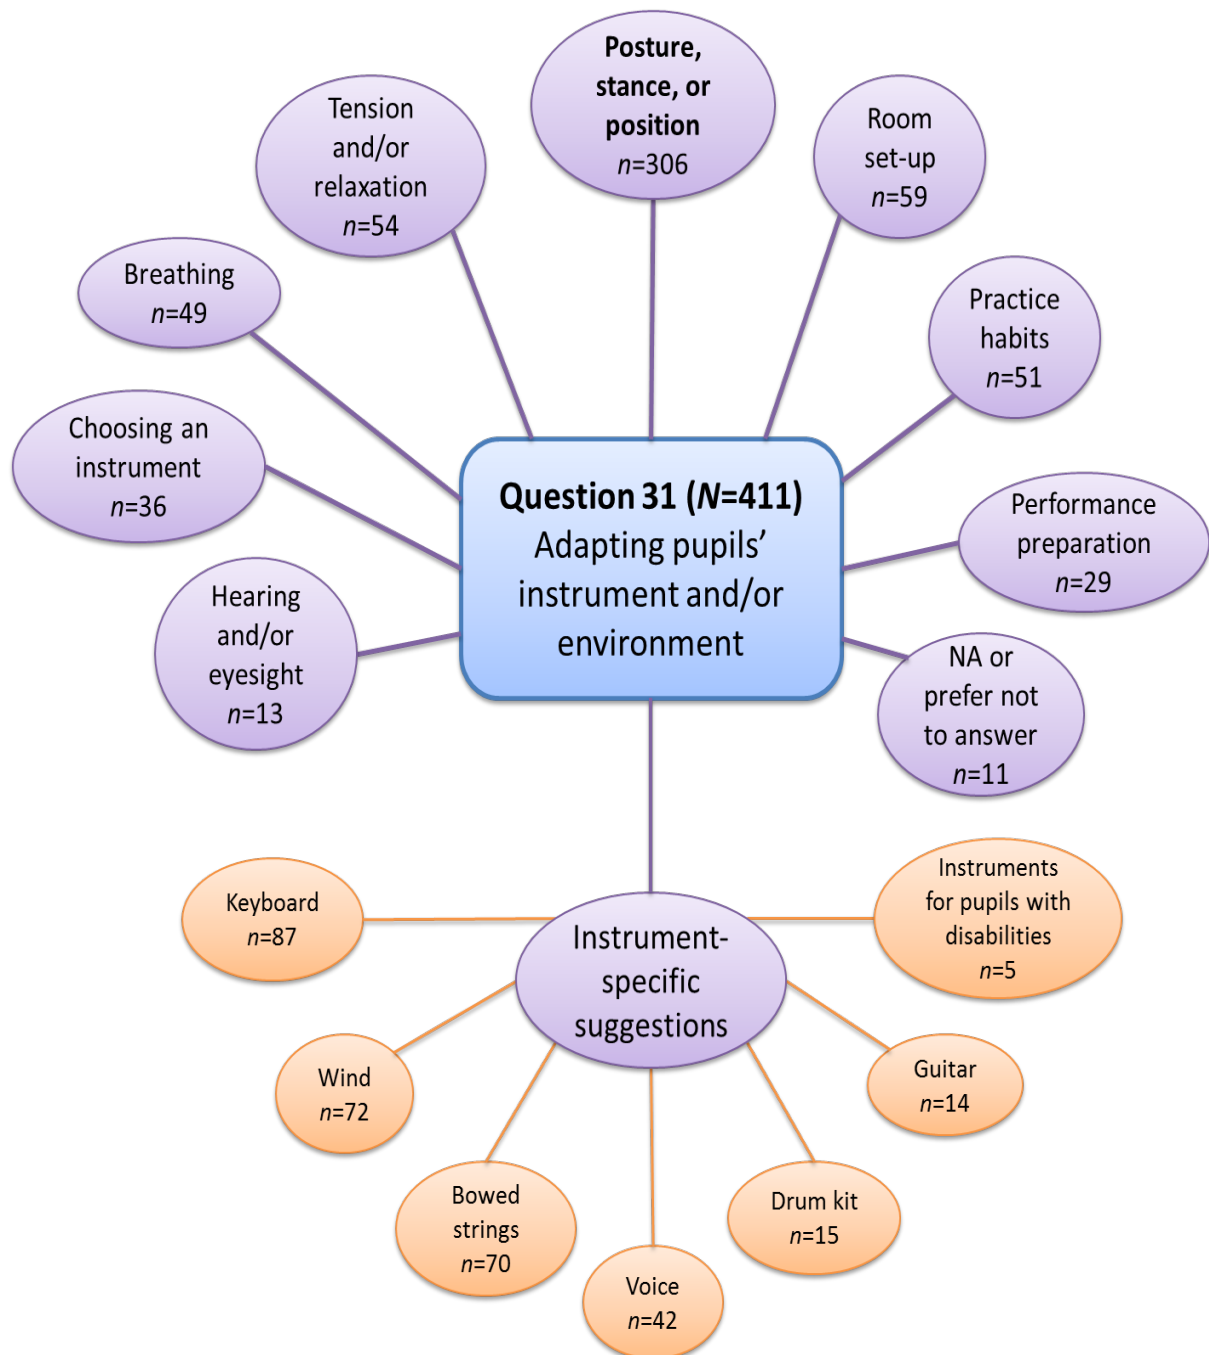 Posture,
stance, or
position
n=306
Tension
and/or
relaxation
n=54
Room
set-up
n=59
Breathing
n=49
Practice
habits
n=51
Choosing an
instrument
n=36
Question 31 (N=411)
Adapting pupils’
instrument and/or
environment
Performance
preparation
n=29
Hearing
and/or
eyesight
n=13
NA or
prefer not
to answer
n=11
Keyboard
n=87
Instrument-
specific
suggestions
Instruments
for pupils with
disabilities
n=5
Wind
n=72
Guitar
n=14
Bowed
strings
n=70
Drum kit
n=15
Voice
n=42